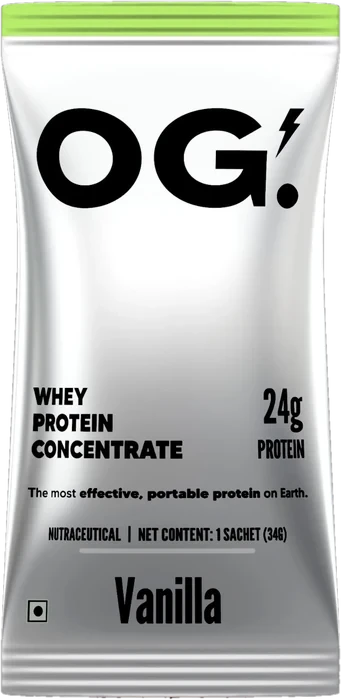 OG!
WHEY
PROTEIN
CONCENTRATE
24g
PROTEIN
The most effective, portable protein on Earth.
NUTRACEUTICAL | NET CONTENT: 1 SACHET (34G)
Vanilla